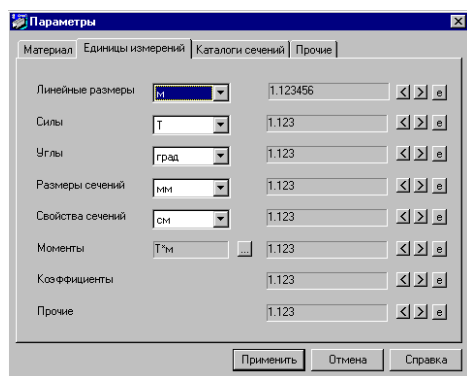 Параметры
Материал Единицы измерений Каталоги сечений Прочие
Линейные размеры м 1.123456 < > e
Силы Т 1.123 < > e
Углы град 1.123 < > e
Размеры сечений мм 1.123 < > e
Свойства сечений см 1.123 < > e
Моменты Т*м ... 1.123 < > e
Коэффициенты 1.123 < > e
Прочие 1.123 < > e
Применить Отмена Справка